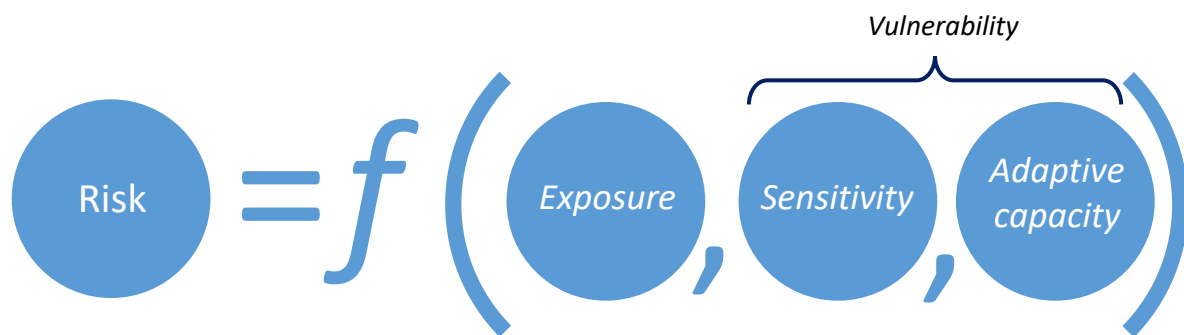 Vulnerability
Risk = f ( Exposure , Sensitivity , Adaptive
capacity )